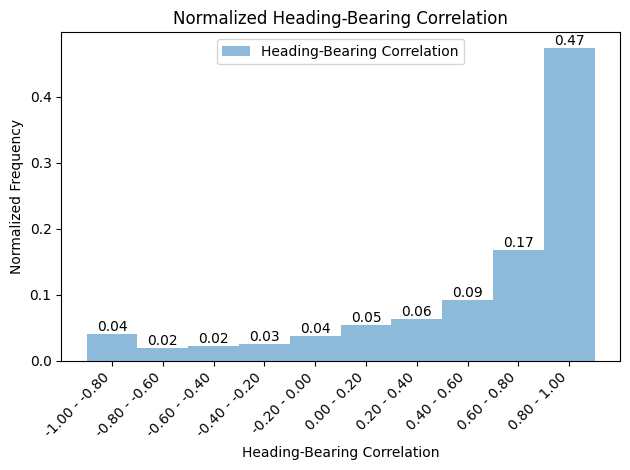 Normalized Heading-Bearing Correlation
Heading-Bearing Correlation
0.47
0.17
0.09
0.06
0.05
0.04
0.03
0.02
0.02
0.04
0.4
0.3
0.2
0.1
0.0
Normalized Frequency
-1.00 - -0.80
-0.80 - -0.60
-0.60 - -0.40
-0.40 - -0.20
-0.20 - 0.00
0.00 - 0.20
0.20 - 0.40
0.40 - 0.60
0.60 - 0.80
0.80 - 1.00
Heading-Bearing Correlation